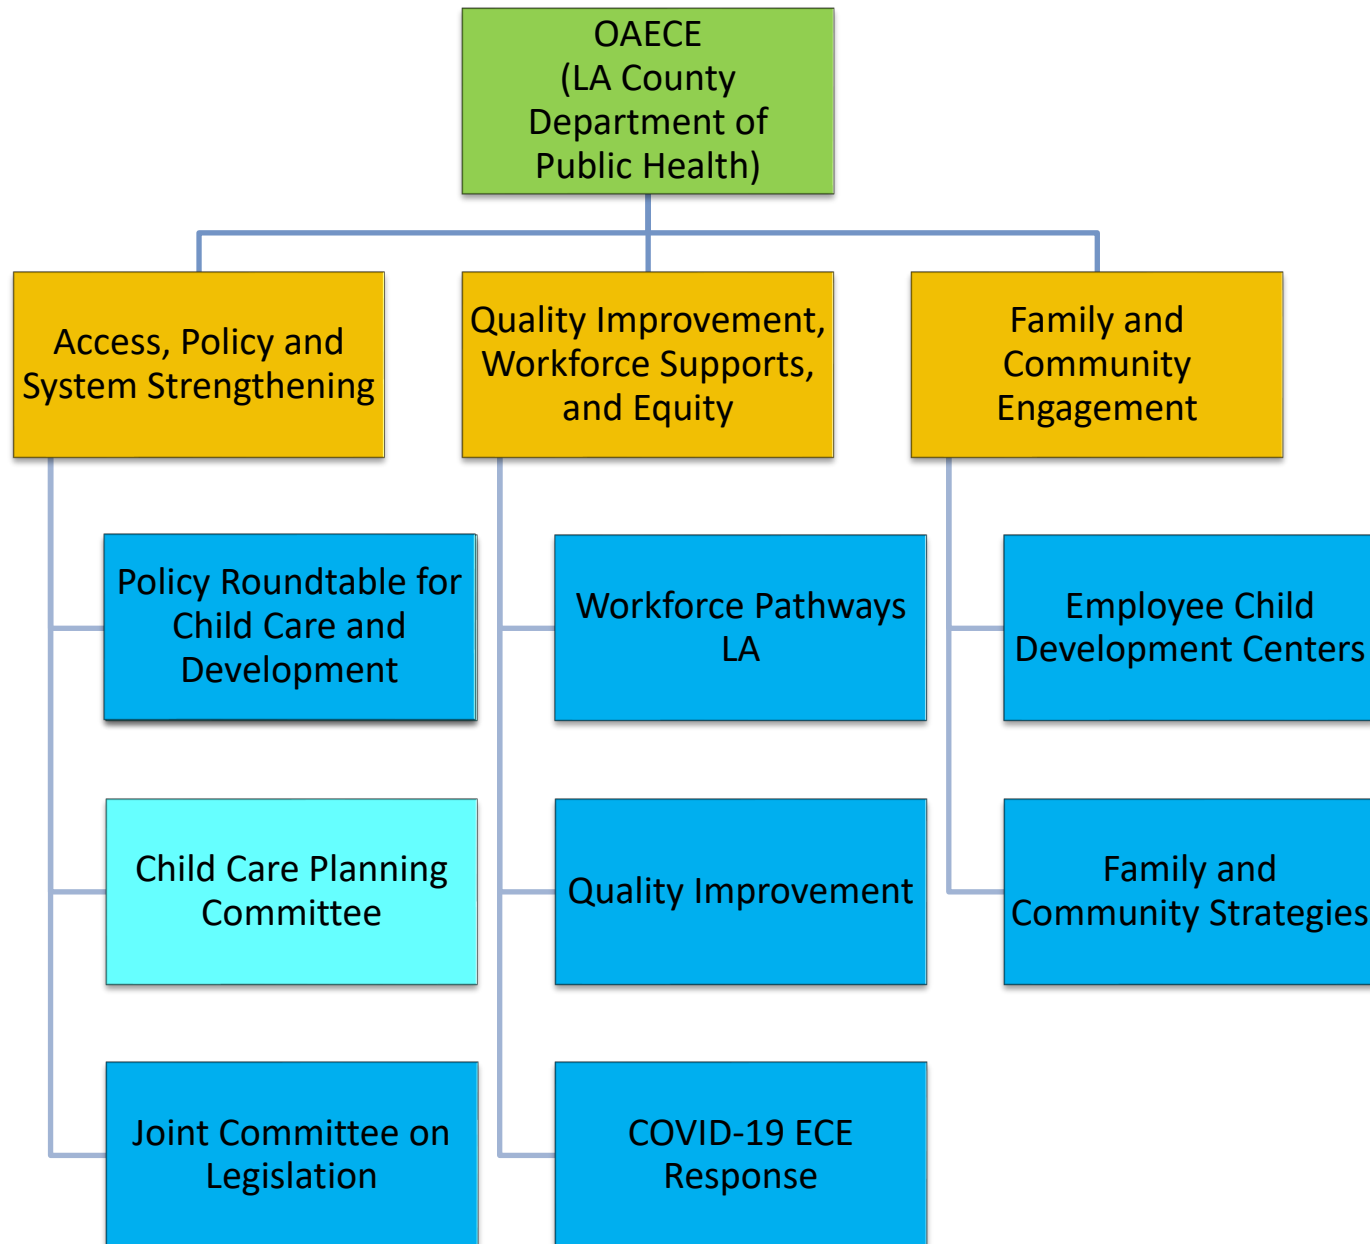 OAECE
(LA County
Department of
Public Health)
Access, Policy and
System Strengthening
Quality Improvement,
Workforce Supports,
and Equity
Family and
Community
Engagement
Policy Roundtable for
Child Care and
Development
Workforce Pathways
LA
Employee Child
Development Centers
Child Care Planning
Committee
Quality Improvement
Family and
Community Strategies
Joint Committee on
Legislation
COVID-19 ECE
Response